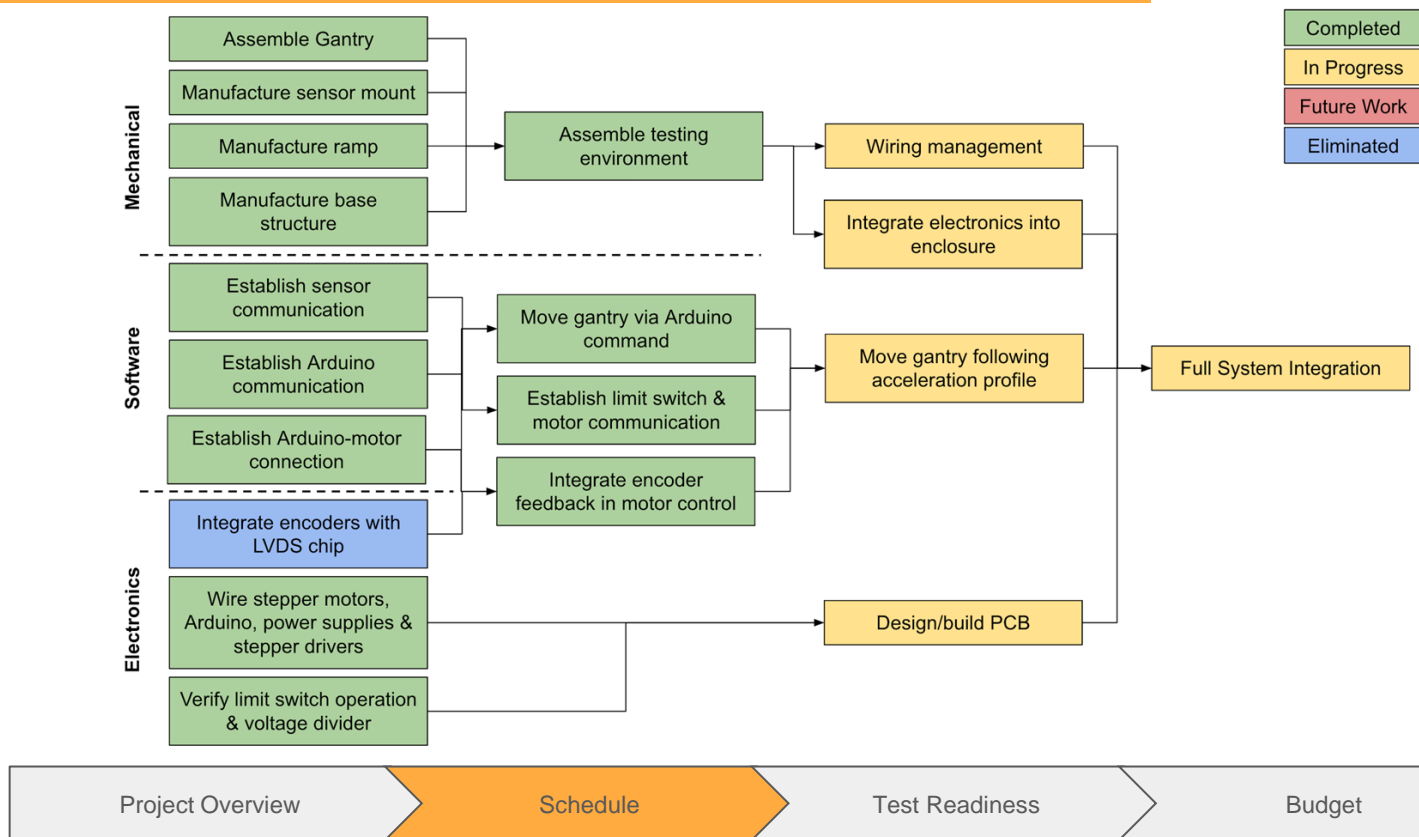 Completed
In Progress
Future Work
Eliminated
Mechanical
Assemble Gantry
Manufacture sensor mount
Manufacture ramp
Manufacture base
structure
Assemble testing
environment
Wiring management
Integrate electronics into
enclosure
Software
Establish sensor
communication
Establish Arduino
communication
Establish Arduino-motor
connection
Move gantry via Arduino
command
Establish limit switch &
motor communication
Integrate encoder
feedback in motor control
Move gantry following
acceleration profile
Full System Integration
Electronics
Integrate encoders with
LVDS chip
Wire stepper motors,
Arduino, power supplies &
stepper drivers
Verify limit switch operation
& voltage divider
Design/build PCB
Project Overview
Schedule
Test Readiness
Budget